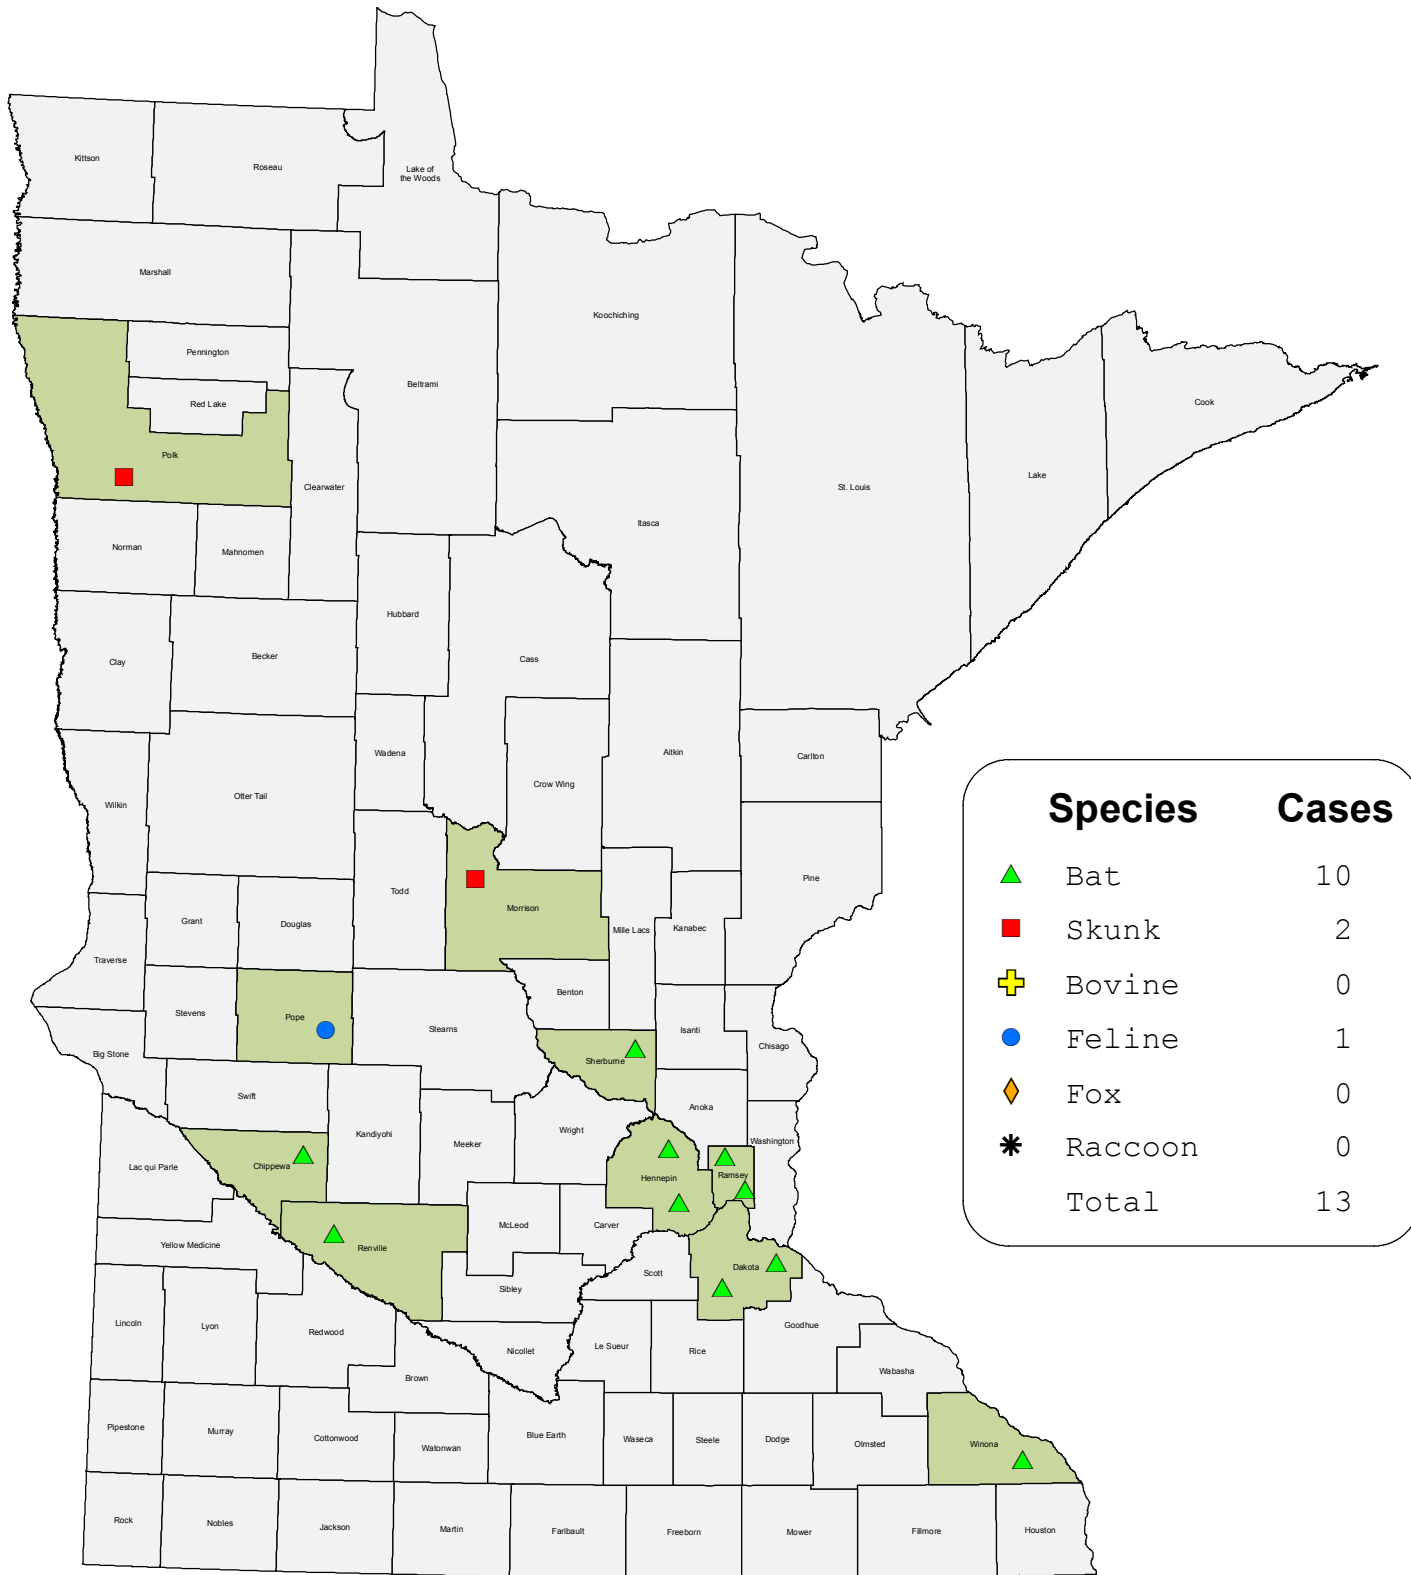 Kittson
Roseau
Lake of
the Woods
Marshall
Koochiching
Pennington
Beltrami
Red Lake
Cook
Polk
Clearwater
St. Louis
Lake
Itasca
Norman
Mahnomen
Hubbard
Clay
Becker
Cass
Wadena
Aitkin
Carlton
Crow Wing
Otter Tail
Wilkin
Species Cases
Bat 10
Skunk 2
Bovine 0
Feline 1
Fox 0
Raccoon 0
Total 13
Pine
Todd
Morrison
Grant
Douglas
Mille Lacs
Kanabec
Traverse
Benton
Stevens
Pope
Stearns
Isanti
Chisago
Big Stone
Sherburne
Swift
Anoka
Kandiyohi
Wright
Meeker
Washington
Lac qui Parle
Chippewa
Hennepin
Ramsey
McLeod
Carver
Yellow Medicine
Renville
Dakota
Scott
Sibley
Lincoln
Lyon
Redwood
Goodhue
Nicollet
Le Sueur
Rice
Brown
Wabasha
Pipestone
Murray
Cottonwood
Watonwan
Blue Earth
Waseca
Steele
Dodge
Olmsted
Winona
Rock
Nobles
Jackson
Martin
Faribault
Freeborn
Mower
Fillmore
Houston